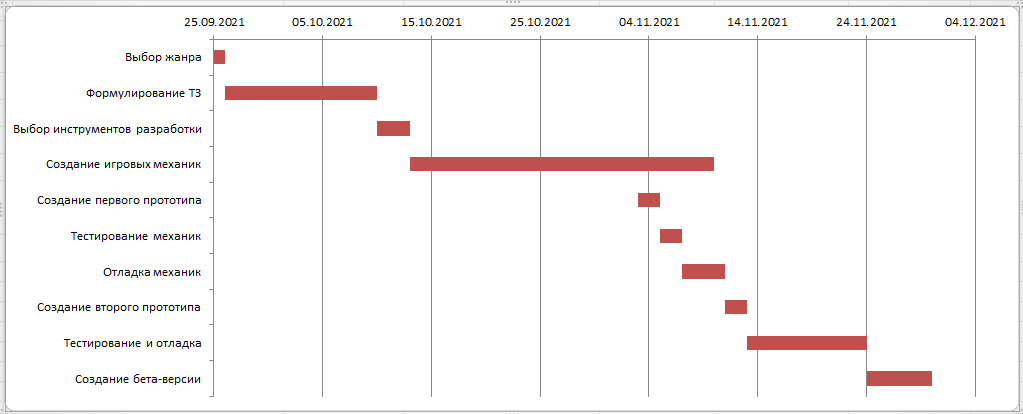 25.09.2021 05.10.2021 15.10.2021 25.10.2021 04.11.2021 14.11.2021 24.11.2021 04.12.2021
Выбор жанра
Формулирование ТЗ
Выбор инструментов разработки
Создание игровых механик
Создание первого прототипа
Тестирование механик
Отладка механик
Создание второго прототипа
Тестирование и отладка
Создание бета-версии